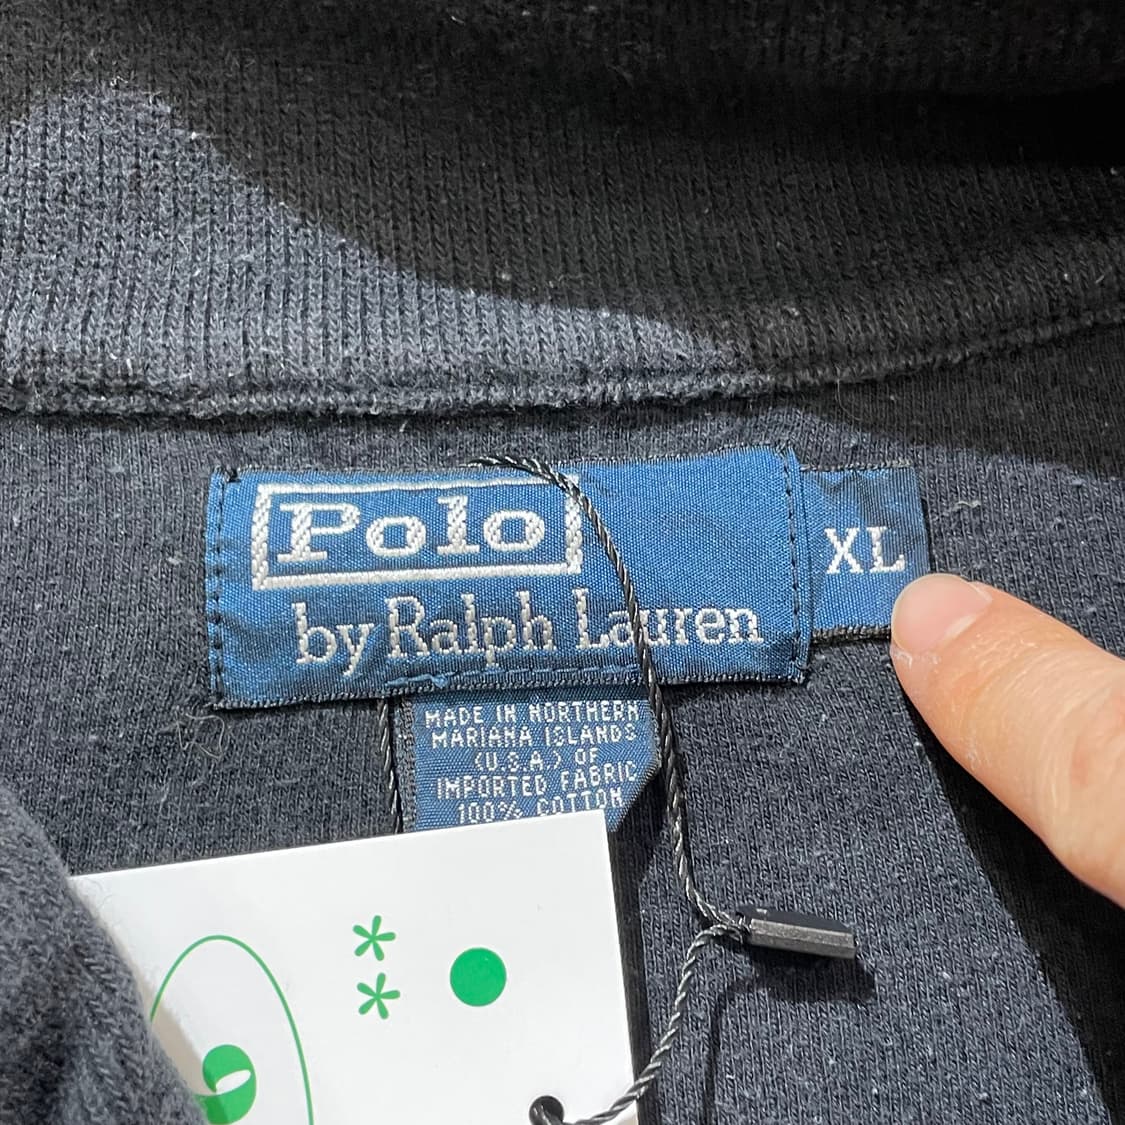 Polo
by Ralph Lauren
XL
MADE IN NORTHERN
MARIANA ISLANDS
(U.S.A.) OF
IMPORTED FABRIC
100% COTTON